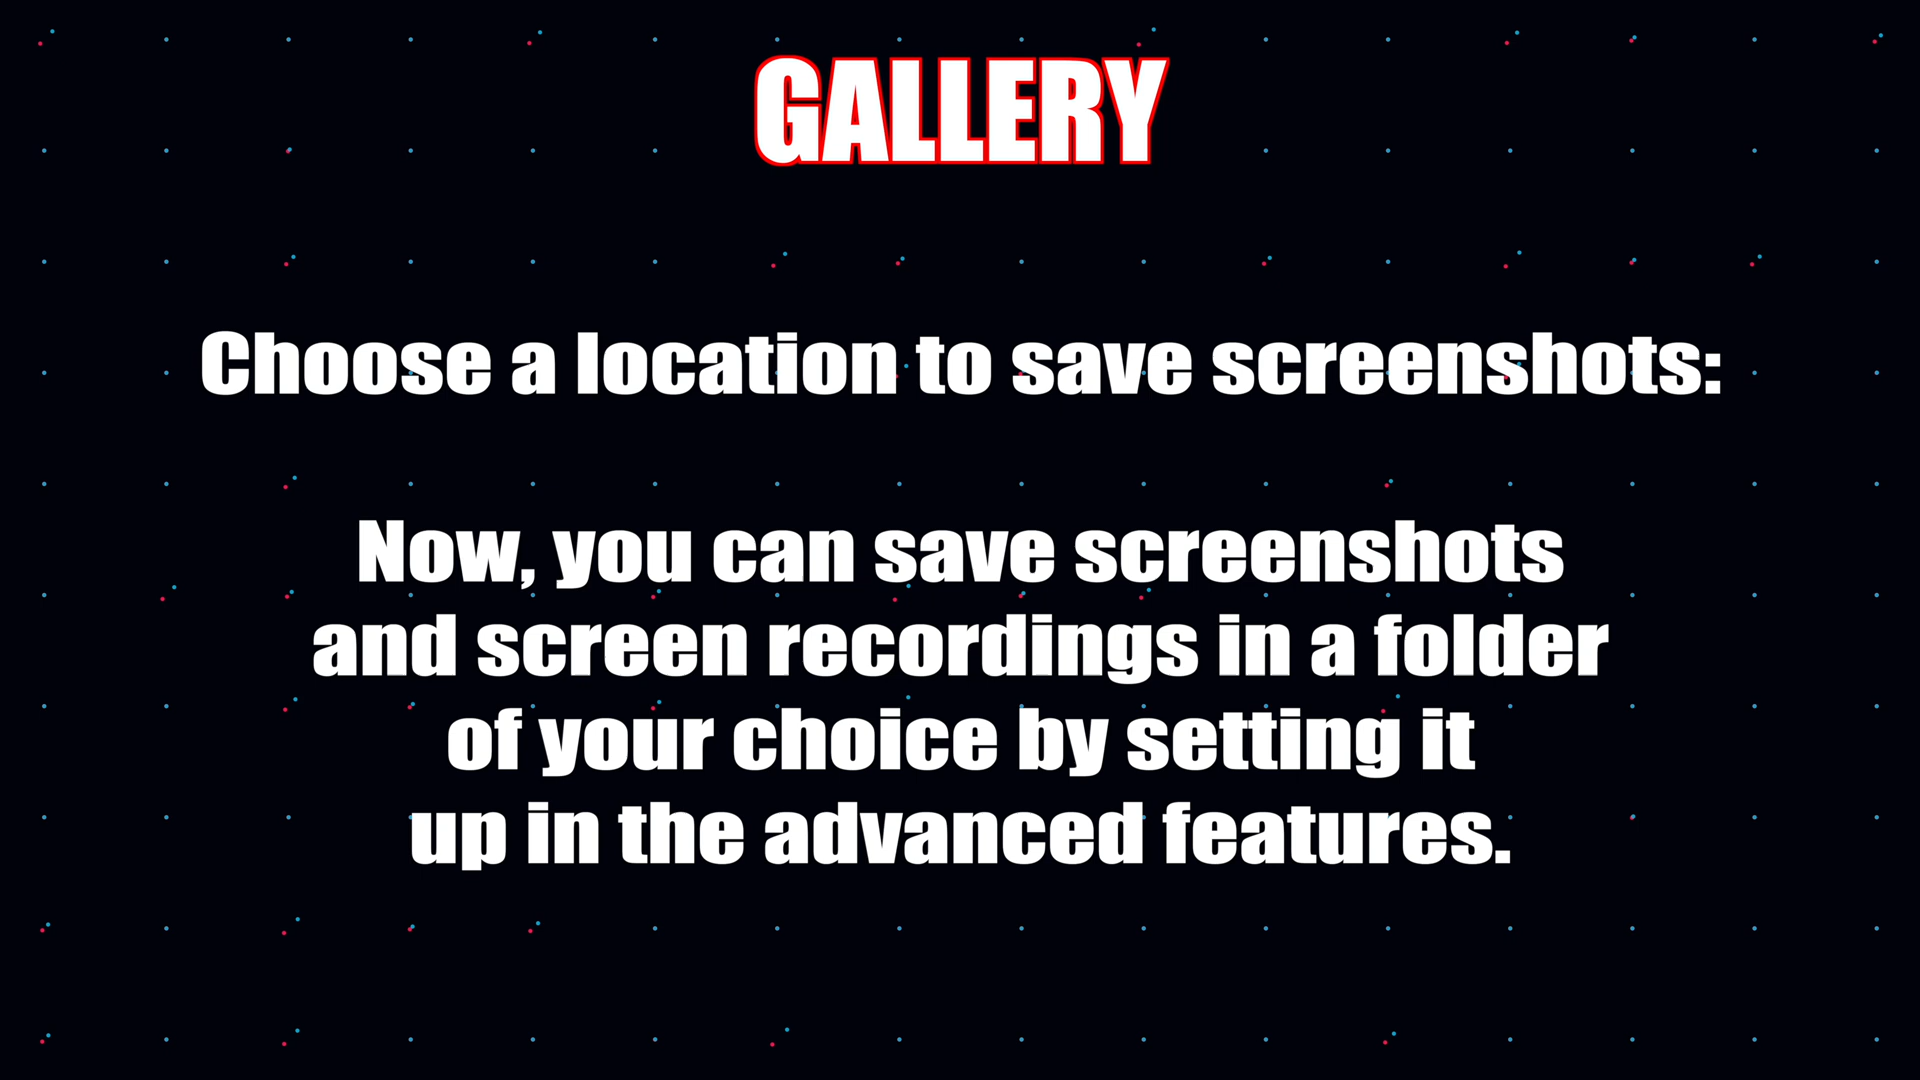 GALLERY
Choose a location to save screenshots:
Now, you can save screenshots
and screen recordings in a folder
of your choice by setting it
up in the advanced features.